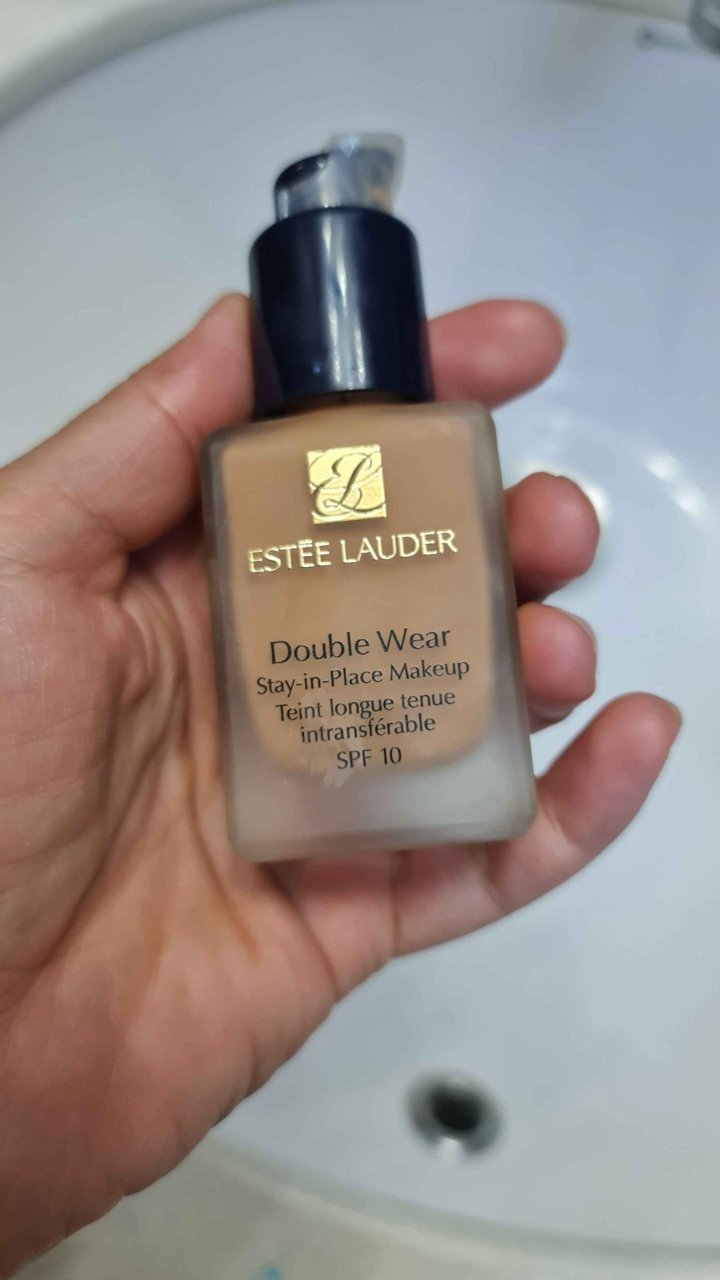 EL
ESTĒE LAUDER
Double Wear
Stay-in-Place Makeup
Teint longue tenue
intransférable
SPF 10